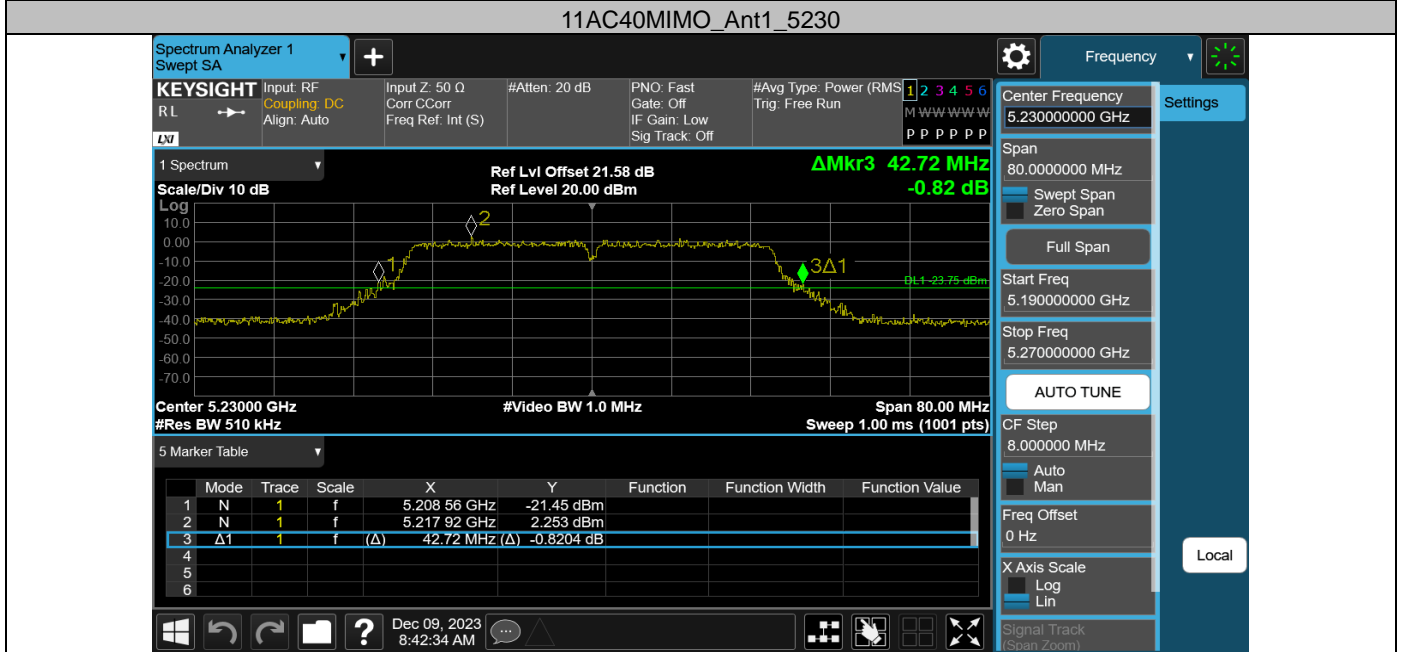 11AC40MIMO_Ant1_5230
Spectrum Analyzer 1
Swept SA
+
Frequency
KEYSIGHT
RL
LXI
Input: RF
Coupling: DC
Align: Auto
Input Z: 50 Ω
Corr CCorr
Freq Ref: Int (S)
#Atten: 20 dB
PNO: Fast
Gate: Off
IF Gain: Low
Sig Track: Off
#Avg Type: Power (RMS
Trig: Free Run
1 2 3 4 5 6
M W W W W W
P P P P P P
Center Frequency
5.230000000 GHz
Settings
Span
80.0000000 MHz
Swept Span
Zero Span
Full Span
Start Freq
5.190000000 GHz
Stop Freq
5.270000000 GHz
AUTO TUNE
CF Step
8.000000 MHz
Auto
Man
Freq Offset
0 Hz
X Axis Scale
Log
Lin
Signal Track
(Span Zoom)
Local
1 Spectrum
Scale/Div 10 dB
Ref Lvl Offset 21.58 dB
Ref Level 20.00 dBm
ΔMkr3 42.72 MHz
-0.82 dB
Log
10.0
0.00
-10.0
-20.0
-30.0
-40.0
-50.0
-60.0
-70.0
1
2
3Δ1
DL1 -23.75 dBm
Center 5.23000 GHz
#Video BW 1.0 MHz
Span 80.00 MHz
#Res BW 510 kHz
Sweep 1.00 ms (1001 pts)
5 Marker Table
Mode Trace Scale X Y Function Function Width Function Value
1 N 1 f 5.208 56 GHz -21.45 dBm
2 N 1 f 5.217 92 GHz 2.253 dBm
3 Δ1 1 f (Δ) 42.72 MHz (Δ) -0.8204 dB
4
5
6
?
Dec 09, 2023
8:42:34 AM